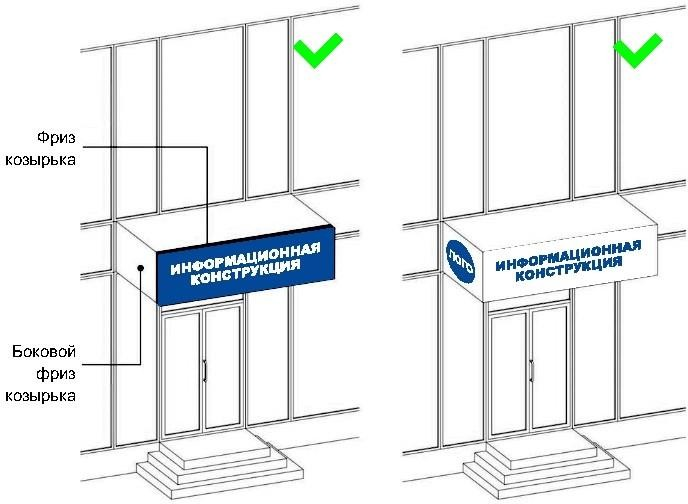 Фриз
козырька
ИНФОРМАЦИОННАЯ
КОНСТРУКЦИЯ
Боковой
фриз
козырька
ЛОГО
ИНФОРМАЦИОННАЯ
КОНСТРУКЦИЯ